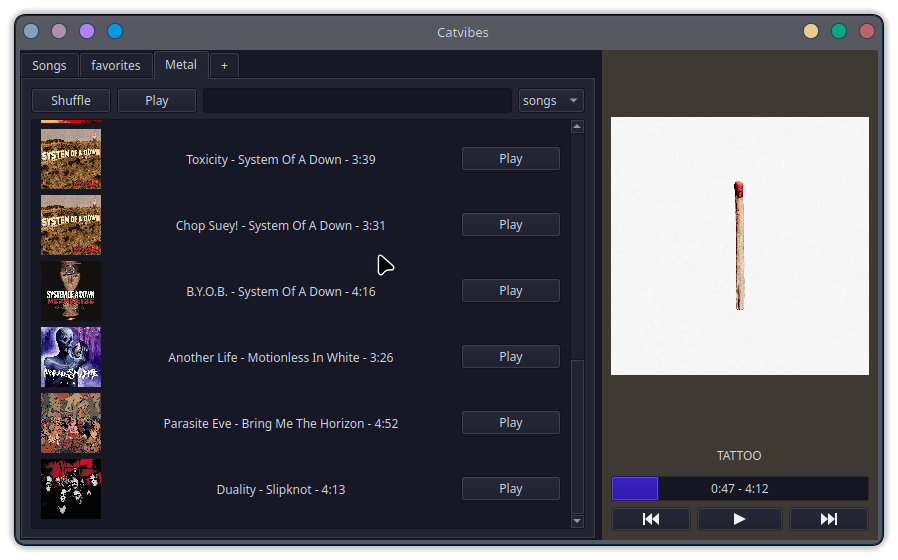 Catvibes
Songs
favorites
Metal
+
Shuffle
Play
songs
SYSTEM OF A DOWN
Toxicity - System Of A Down - 3:39
Play
SYSTEM OF A DOWN
Chop Suey! - System Of A Down - 3:31
Play
SYSTEM OF A DOWN
MEZMERIZE
B.Y.O.B. - System Of A Down - 4:16
Play
Another Life - Motionless In White - 3:26
Play
Parasite Eve - Bring Me The Horizon - 4:52
Play
Duality - Slipknot - 4:13
Play
TATTOO
0:47 - 4:12